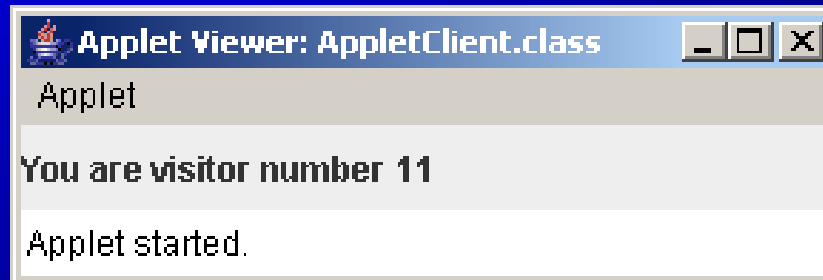 Applet Viewer: AppletClient.class
Applet
You are visitor number 11
Applet started.